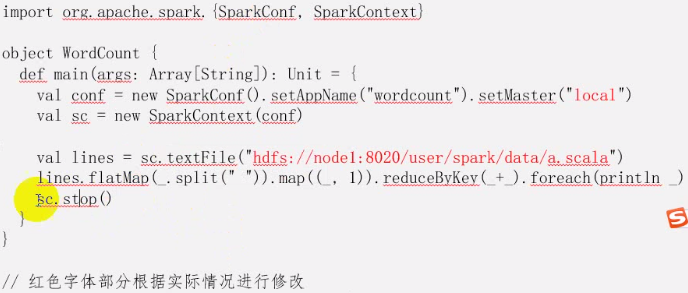 import org.apache.spark.{SparkConf, SparkContext}
object WordCount {
def main(args: Array[String]): Unit = {
val conf = new SparkConf().setAppName("wordcount").setMaster("local")
val sc = new SparkContext(conf)
val lines = sc.textFile("hdfs://node1:8020/user/spark/data/a.scala")
lines.flatMap(_.split(" ")).map((_, 1)).reduceByKey(_+_).foreach(println _)
sc.stop()
}
}
// 红色字体部分根据实际情况进行修改
S